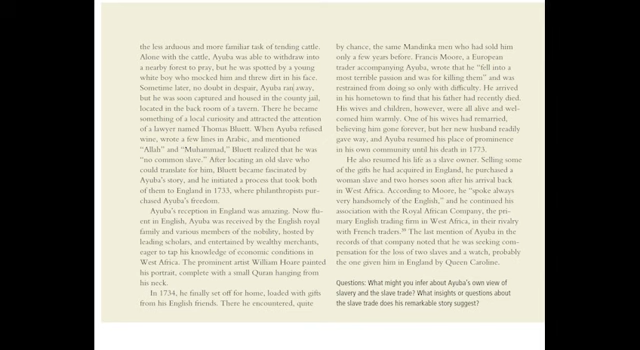 the less arduous and more familiar task of tending cattle.
Alone with the cattle, Ayuba was able to withdraw into
a nearby forest to pray, but he was spotted by a young
white boy who mocked him and threw dirt in his face.
Sometime later, no doubt in despair, Ayuba ran away,
but he was soon captured and housed in the county jail,
located in the back room of a tavern. There he became
something of a local curiosity and attracted the attention
of a lawyer named Thomas Bluett. When Ayuba refused
wine, wrote a few lines in Arabic, and mentioned
“Allah” and “Muhammad,” Bluett realized that he was
“no common slave.” After locating an old slave who
could translate for him, Bluett became fascinated by
Ayuba’s story, and he initiated a process that took both
of them to England in 1733, where philanthropists pur-
chased Ayuba’s freedom.
Ayuba’s reception in England was amazing. Now flu-
ent in English, Ayuba was received by the English royal
family and various members of the nobility, hosted by
leading scholars, and entertained by wealthy merchants,
eager to tap his knowledge of economic conditions in
West Africa. The prominent artist William Hoare painted
his portrait, complete with a small Quran hanging from
his neck.
In 1734, he finally set off for home, loaded with gifts
from his English friends. There he encountered, quite
by chance, the same Mandinka men who had sold him
only a few years before. Francis Moore, a European
trader accompanying Ayuba, wrote that he “fell into a
most terrible passion and was for killing them” and was
restrained from doing so only with difficulty. He arrived
in his hometown to find that his father had recently died.
His wives and children, however, were all alive and wel-
comed him warmly. One of his wives had remarried,
believing him gone forever, but her new husband readily
gave way, and Ayuba resumed his place of prominence
in his own community until his death in 1773.
He also resumed his life as a slave owner. Selling some
of the gifts he had acquired in England, he purchased a
woman slave and two horses soon after his arrival back
in West Africa. According to Moore, he “spoke always
very handsomely of the English,” and he continued his
association with the Royal African Company, the pri-
mary English trading firm in West Africa, in their rivalry
with French traders. The last mention of Ayuba in the
records of that company noted that he was seeking com-
pensation for the loss of two slaves and a watch, probably
the one given him in England by Queen Caroline.
Questions: What might you infer about Ayuba’s own view of
slavery and the slave trade? What insights or questions about
the slave trade does his remarkable story suggest?